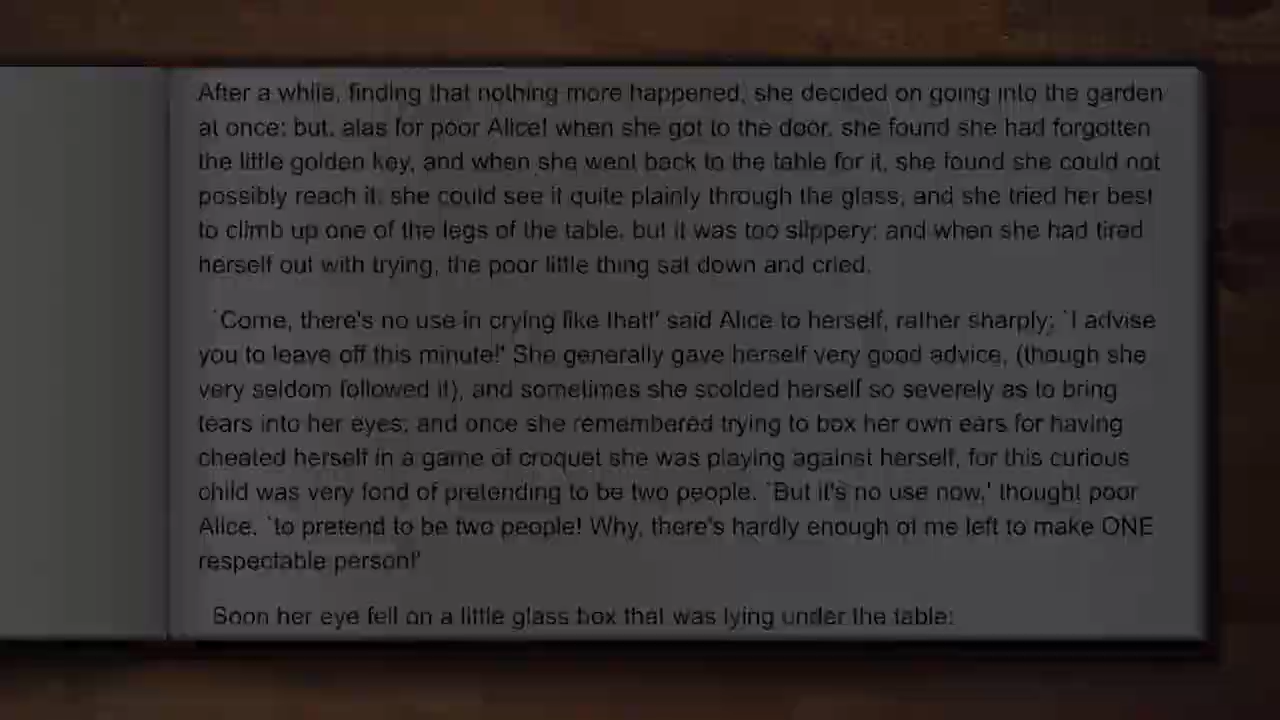 After a while, finding that nothing more happened, she decided on going into the garden
at once; but, alas for poor Alice! when she got to the door, she found she had forgotten
the little golden key, and when she went back to the table for it, she found she could not
possibly reach it: she could see it quite plainly through the glass, and she tried her best
to climb up one of the legs of the table, but it was too slippery; and when she had tired
herself out with trying, the poor little thing sat down and cried.
`Come, there's no use in crying like that!' said Alice to herself, rather sharply; `I advise
you to leave off this minute!' She generally gave herself very good advice, (though she
very seldom followed it), and sometimes she scolded herself so severely as to bring
tears into her eyes; and once she remembered trying to box her own ears for having
cheated herself in a game of croquet she was playing against herself, for this curious
child was very fond of pretending to be two people. `But it's no use now,' thought poor
Alice, `to pretend to be two people! Why, there's hardly enough of me left to make ONE
respectable person!'
Soon her eye fell on a little glass box that was lying under the table: